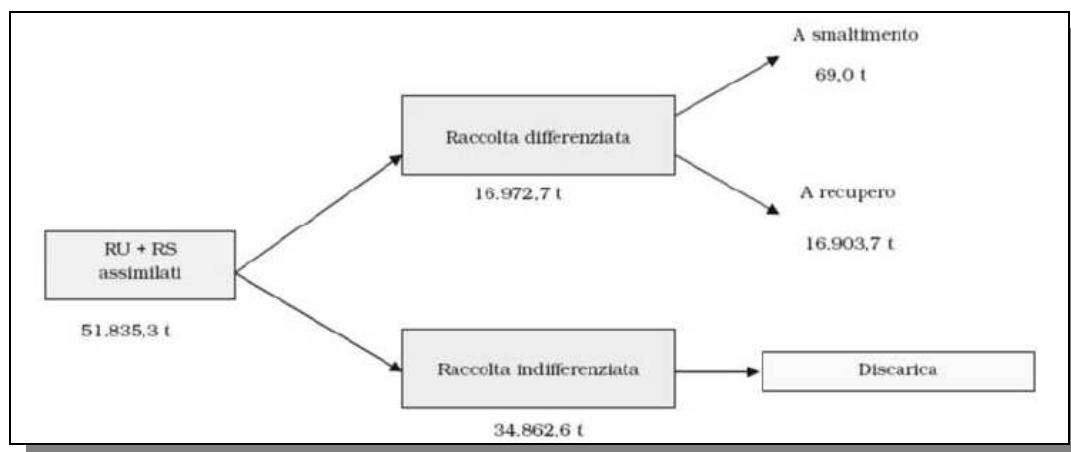 A smaltimento
69,0 t
Raccolta differenziata
16.972,7 t
A recupero
16.903,7 t
RU + RS
assimilati
51.835,3 t
Raccolta indifferenziata
Discarica
34.862,6 t